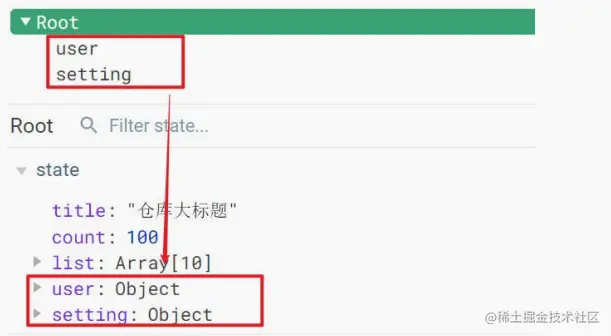 Root
user
setting
Root Filter state...
state
title: "仓库大标题"
count: 100
list: Array[10]
user: Object
setting: Object
@稀土掘金技术社区